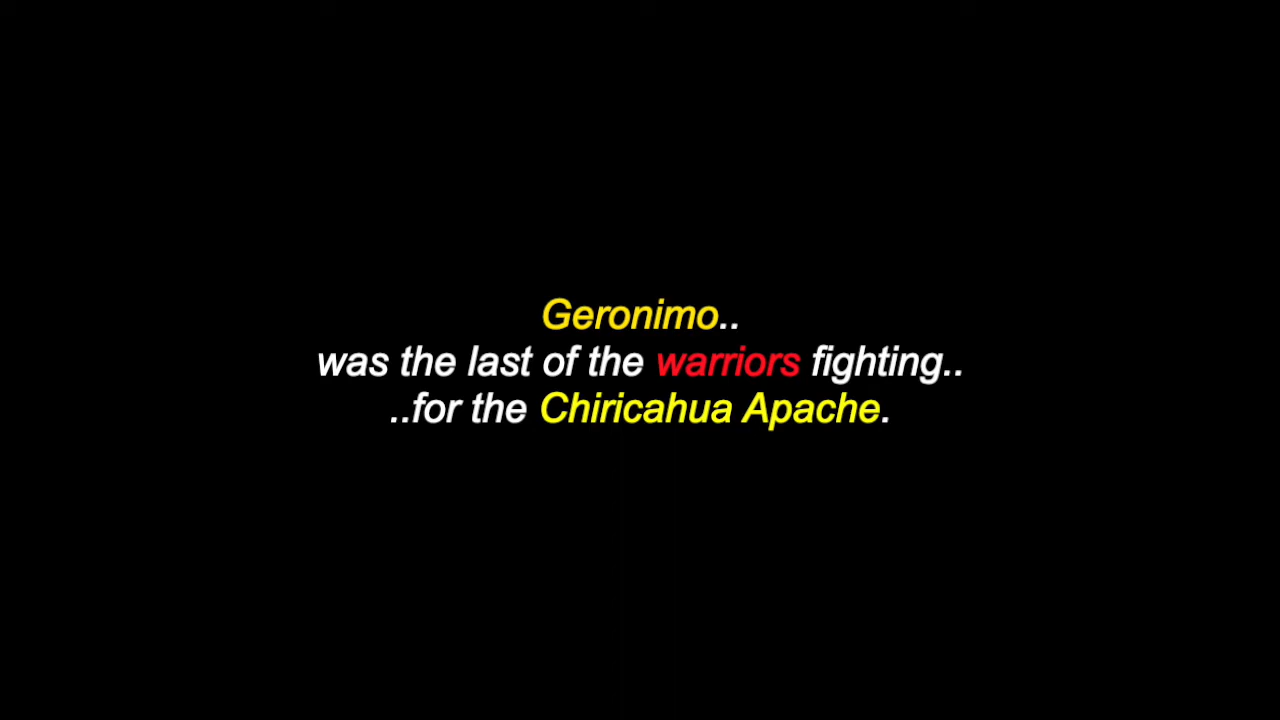 Geronimo..
was the last of the warriors fighting..
..for the Chiricahua Apache.